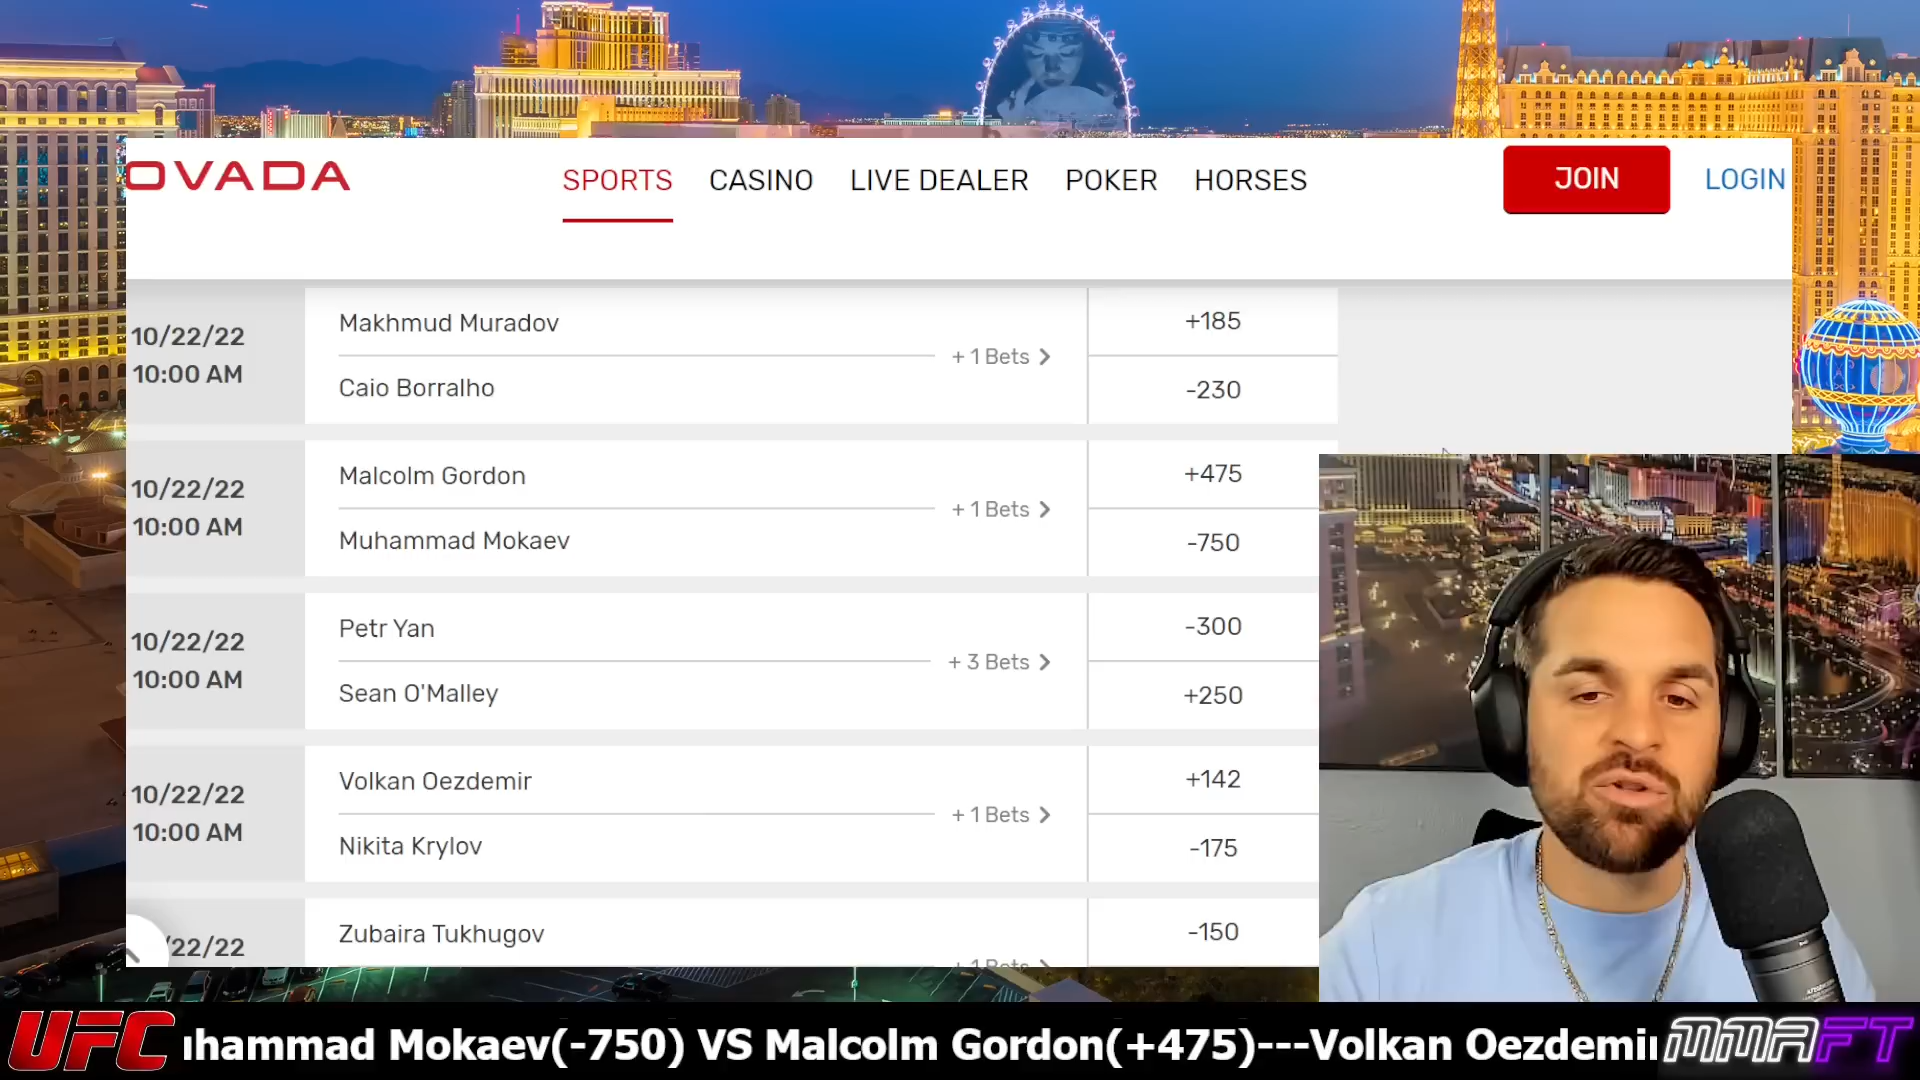 OVADA
SPORTS
CASINO
LIVE DEALER
POKER
HORSES
JOIN
LOGIN
10/22/22
10:00 AM
Makhmud Muradov
+185
+ 1 Bets
Caio Borralho
-230
10/22/22
10:00 AM
Malcolm Gordon
+475
+ 1 Bets
Muhammad Mokaev
-750
10/22/22
10:00 AM
Petr Yan
-300
+ 3 Bets
Sean O'Malley
+250
10/22/22
10:00 AM
Volkan Oezdemir
+142
+ 1 Bets
Nikita Krylov
-175
/22/22
Zubaira Tukhugov
-150
+ 1 Bets
UFC
hammad Mokaev(-750) VS Malcolm Gordon(+475)---Volkan Oezdemir
MMAFT